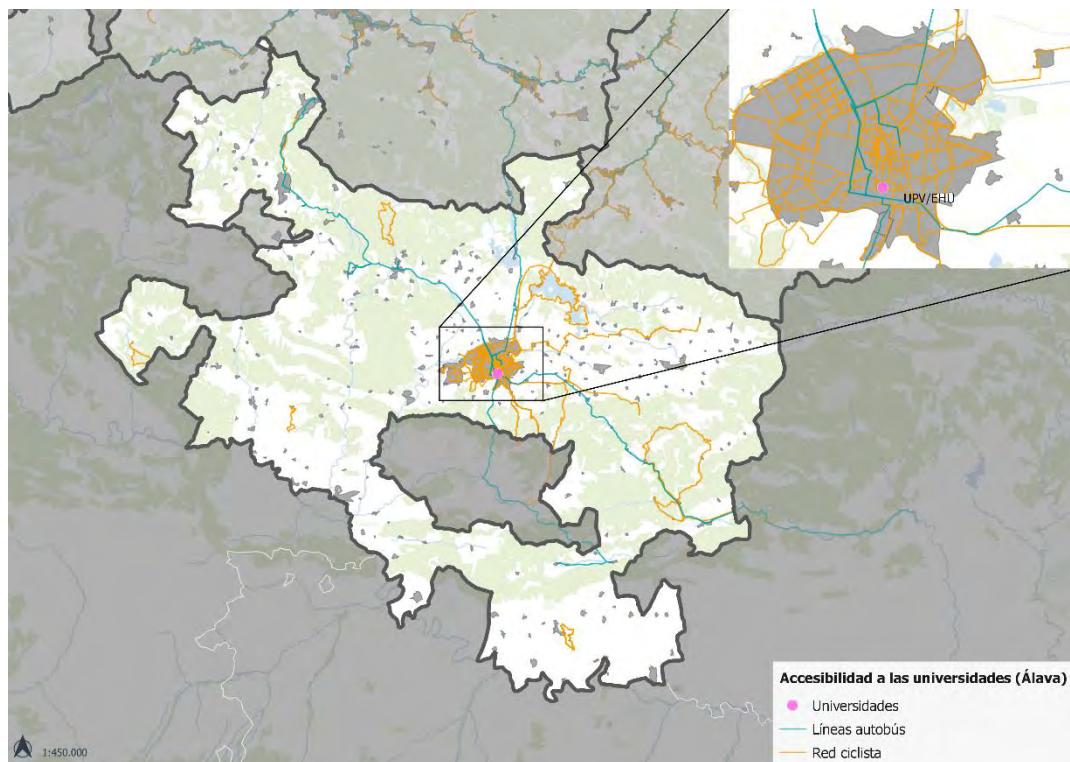 UPV/EHU
Accesibilidad a las universidades (Álava)
Universidades
Líneas autobús
Red ciclista
1:450.000